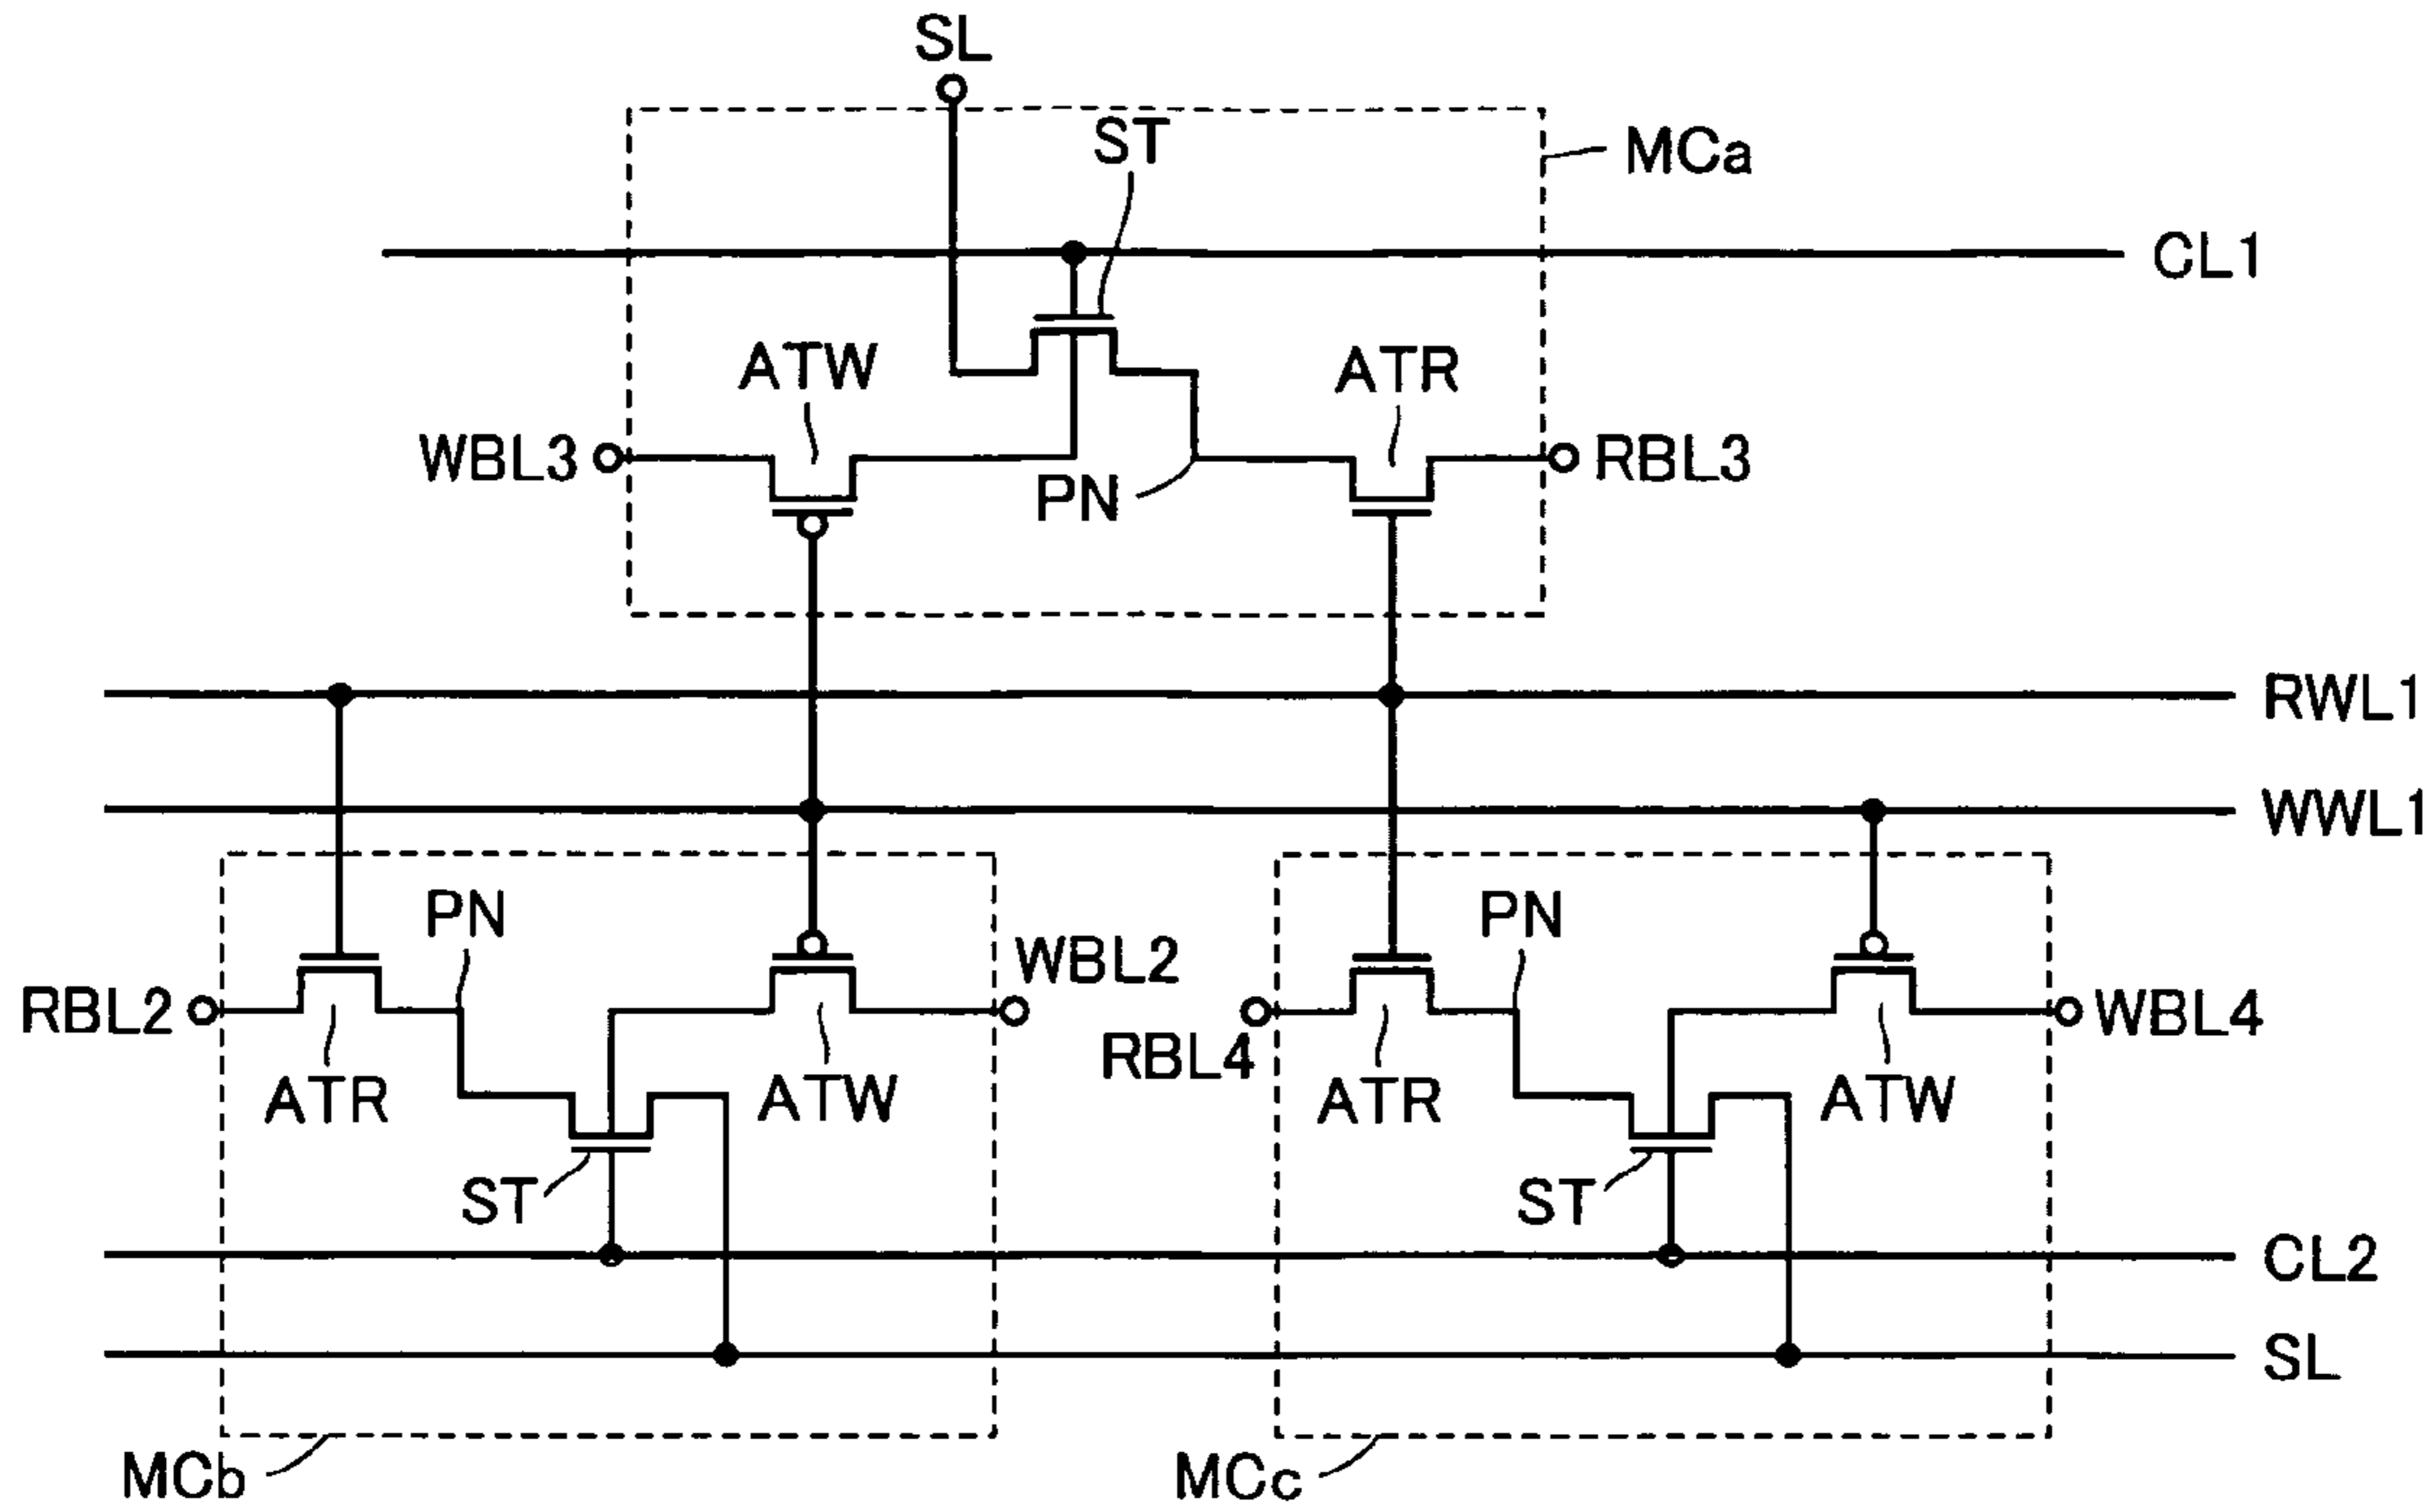 SL
ST
MCa
CL1
ATW
ATR
WBL3
RBL3
PN
RWL1
WWL1
PN
PN
WBL2
RBL2
WBL4
RBL4
ATR
ATW
ATR
ATW
ST
ST
CL2
SL
MCb
MCc